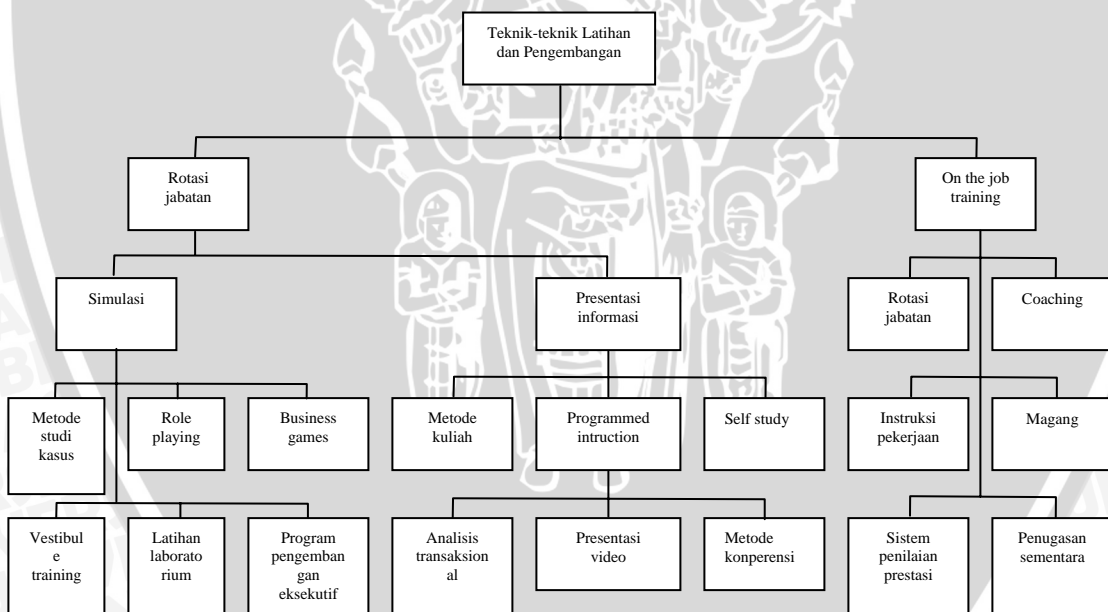 Teknik-teknik Latihan
dan Pengembangan
Rotasi
jabatan
On the job
training
Simulasi
Presentasi
informasi
Rotasi
jabatan
Coaching
Metode
studi
kasus
Role
playing
Business
games
Metode
kuliah
Programmed
intruction
Self study
Instruksi
pekerjaan
Magang
Vestibul
e
training
Latihan
laborato
rium
Program
pengemban
gan
eksekutif
Analisis
transaksion
al
Presentasi
video
Metode
konperensi
Sistem
penilaian
prestasi
Penugasan
sementara